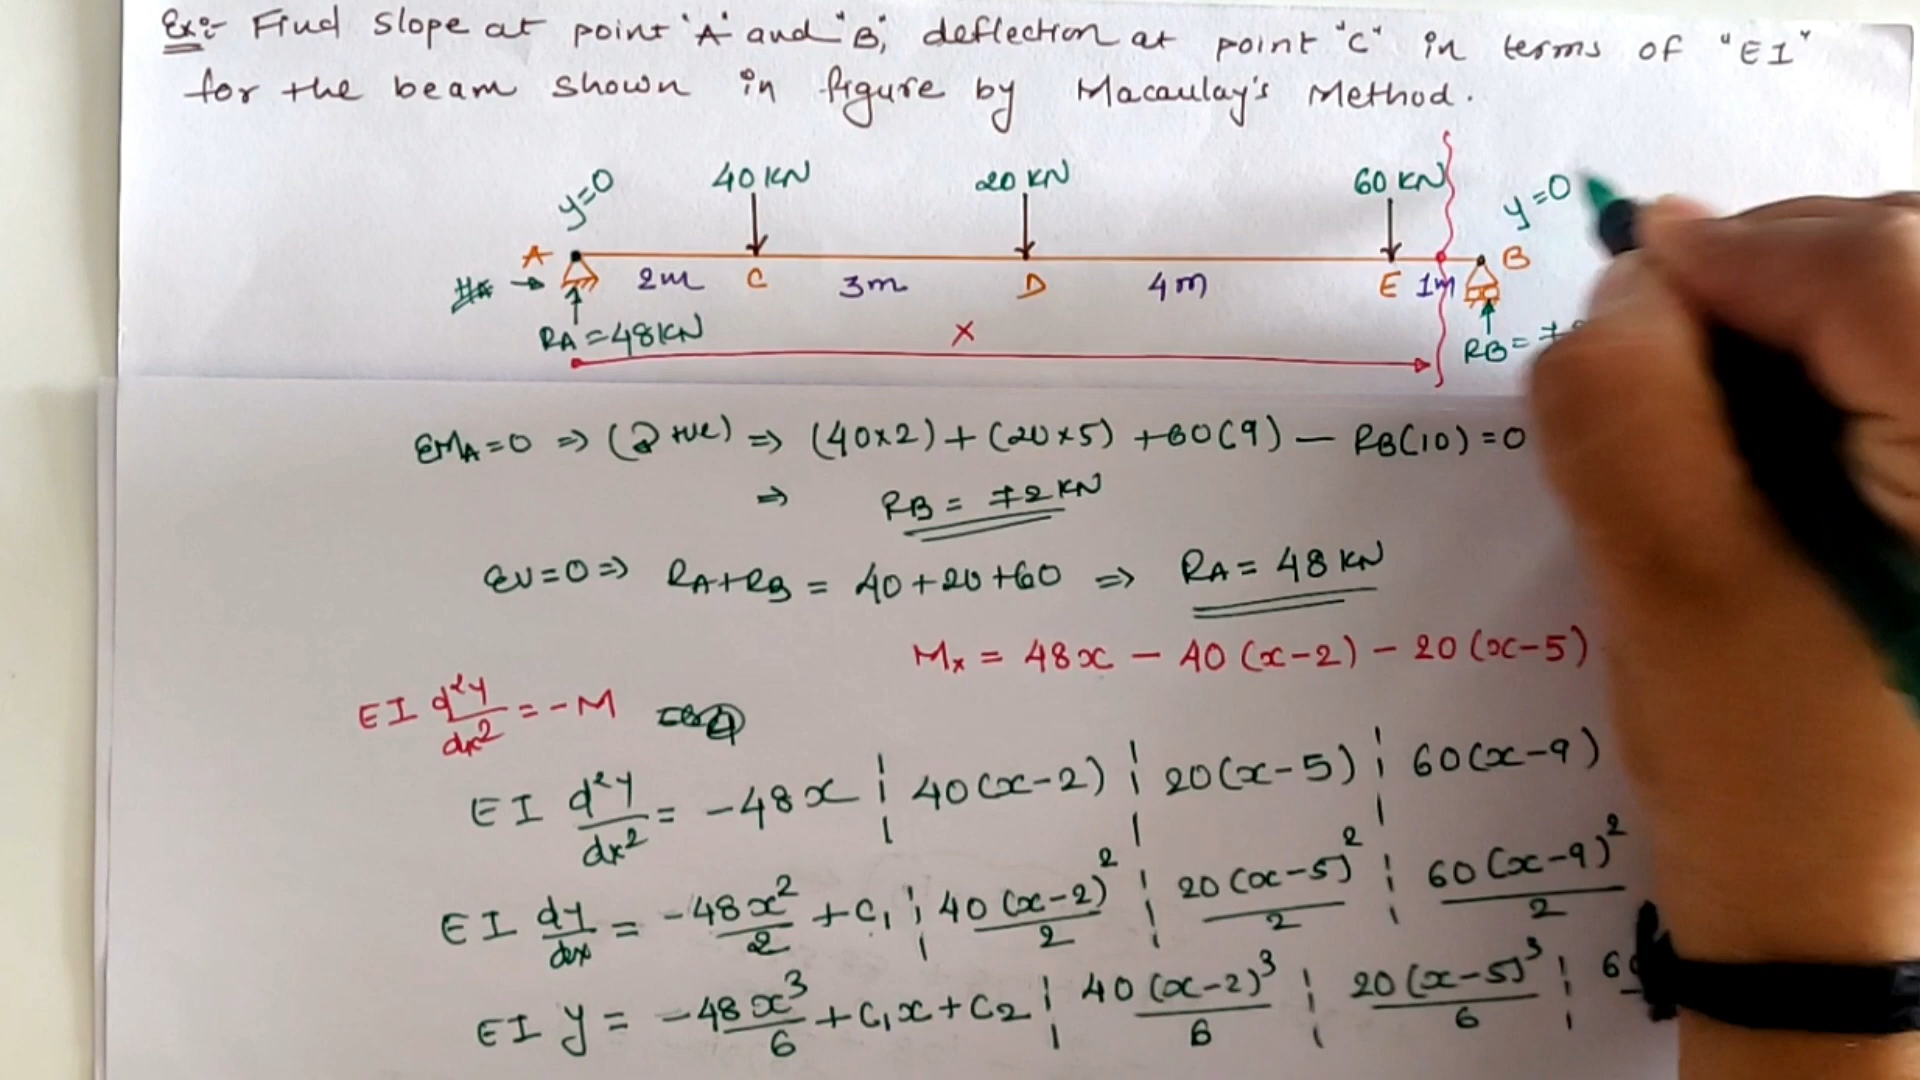 Ex:- Find slope at point "A" and "B", deflection at point "C" in terms of "EI"
for the beam shown in figure by Macaulay's Method.
y=0 40 KN 20 KN 60 KN y=0
A B
2m C 3m D 4m E 1m
RA = 48KN x RB =
ΣMA=0 ⇒ (+ve) ⇒ (40×2) + (20×5) +60(9) – RB(10) = 0
⇒ RB = 72 KN
ΣV=0 ⇒ RA+RB = 40+20+60 ⇒ RA = 48 KN
Mx = 48x – 40(x-2) – 20(x-5)
EI d²y/dx² = -M
EI d²y/dx² = -48x ¦ 40(x-2) ¦ 20(x-5) ¦ 60(x-9)
EI dy/dx = -48x²/2 + C₁ ¦ 40(x-2)²/2 ¦ 20(x-5)²/2 ¦ 60(x-9)²/2
EI y = -48x³/6 + C₁x + C₂ ¦ 40(x-2)³/6 ¦ 20(x-5)³/6 ¦ 6